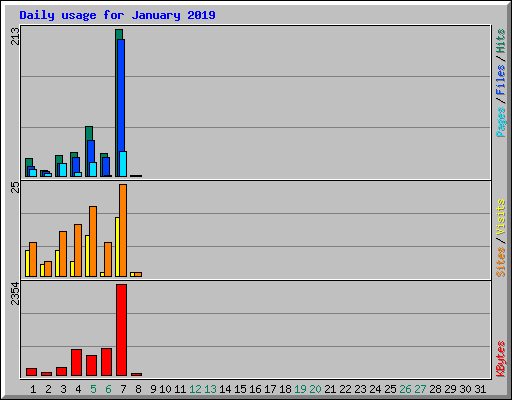 Daily usage for January 2019
213
Pages / Files / Hits
25
Sites / Visits
2354
KBytes
1 2 3 4 5 6 7 8 9 10 11 12 13 14 15 16 17 18 19 20 21 22 23 24 25 26 27 28 29 30 31